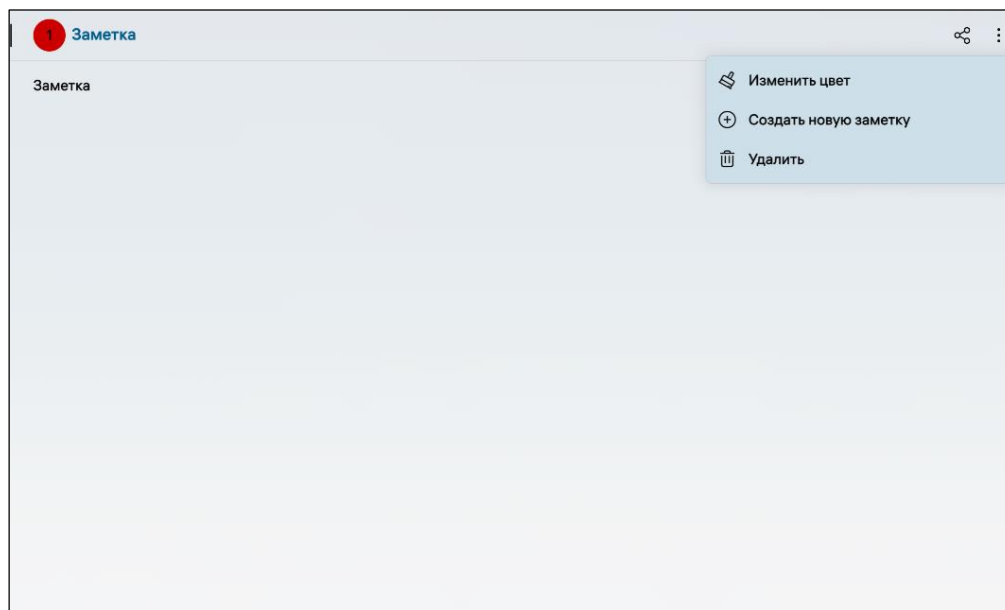 1 Заметка
Заметка
Изменить цвет
Создать новую заметку
Удалить